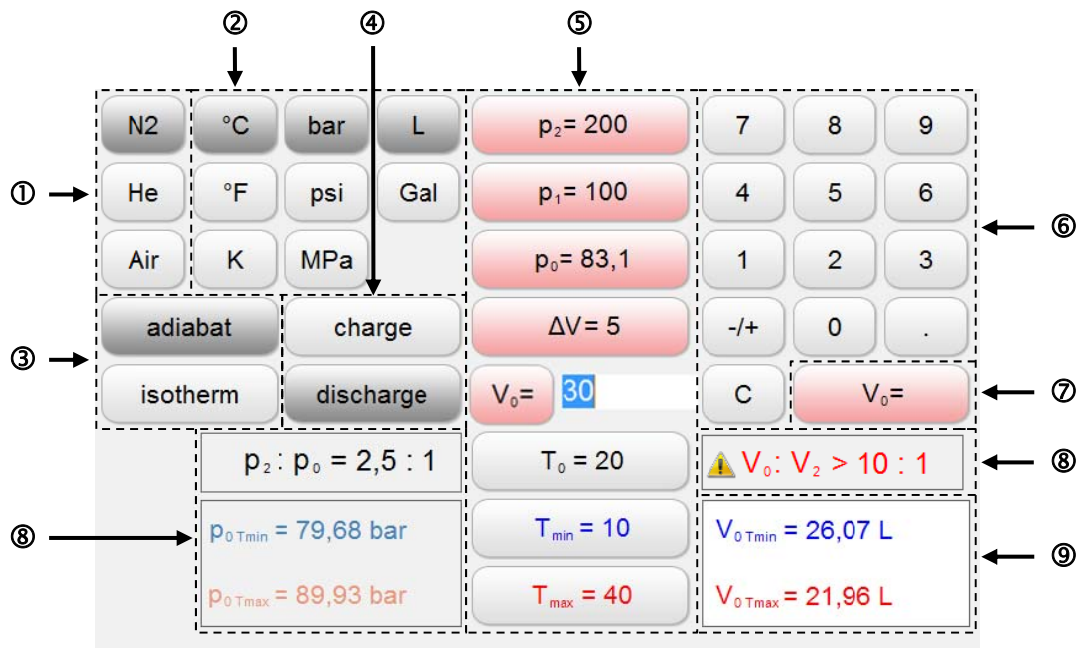 ② ④ ⑤
N2 °C bar L p₂= 200 7 8 9
① He °F psi Gal p₁= 100 4 5 6 ⑥
Air K MPa p₀= 83,1 1 2 3
③ adiabat charge ΔV= 5 -/+ 0 .
isotherm discharge V₀= 30 C V₀= ⑦
p₂ : p₀ = 2,5 : 1 T₀ = 20 V₀: V₂ > 10 : 1 ⑧
⑧ p₀ Tmin = 79,68 bar Tmin = 10 V₀ Tmin = 26,07 L ⑨
p₀ Tmax = 89,93 bar Tmax = 40 V₀ Tmax = 21,96 L